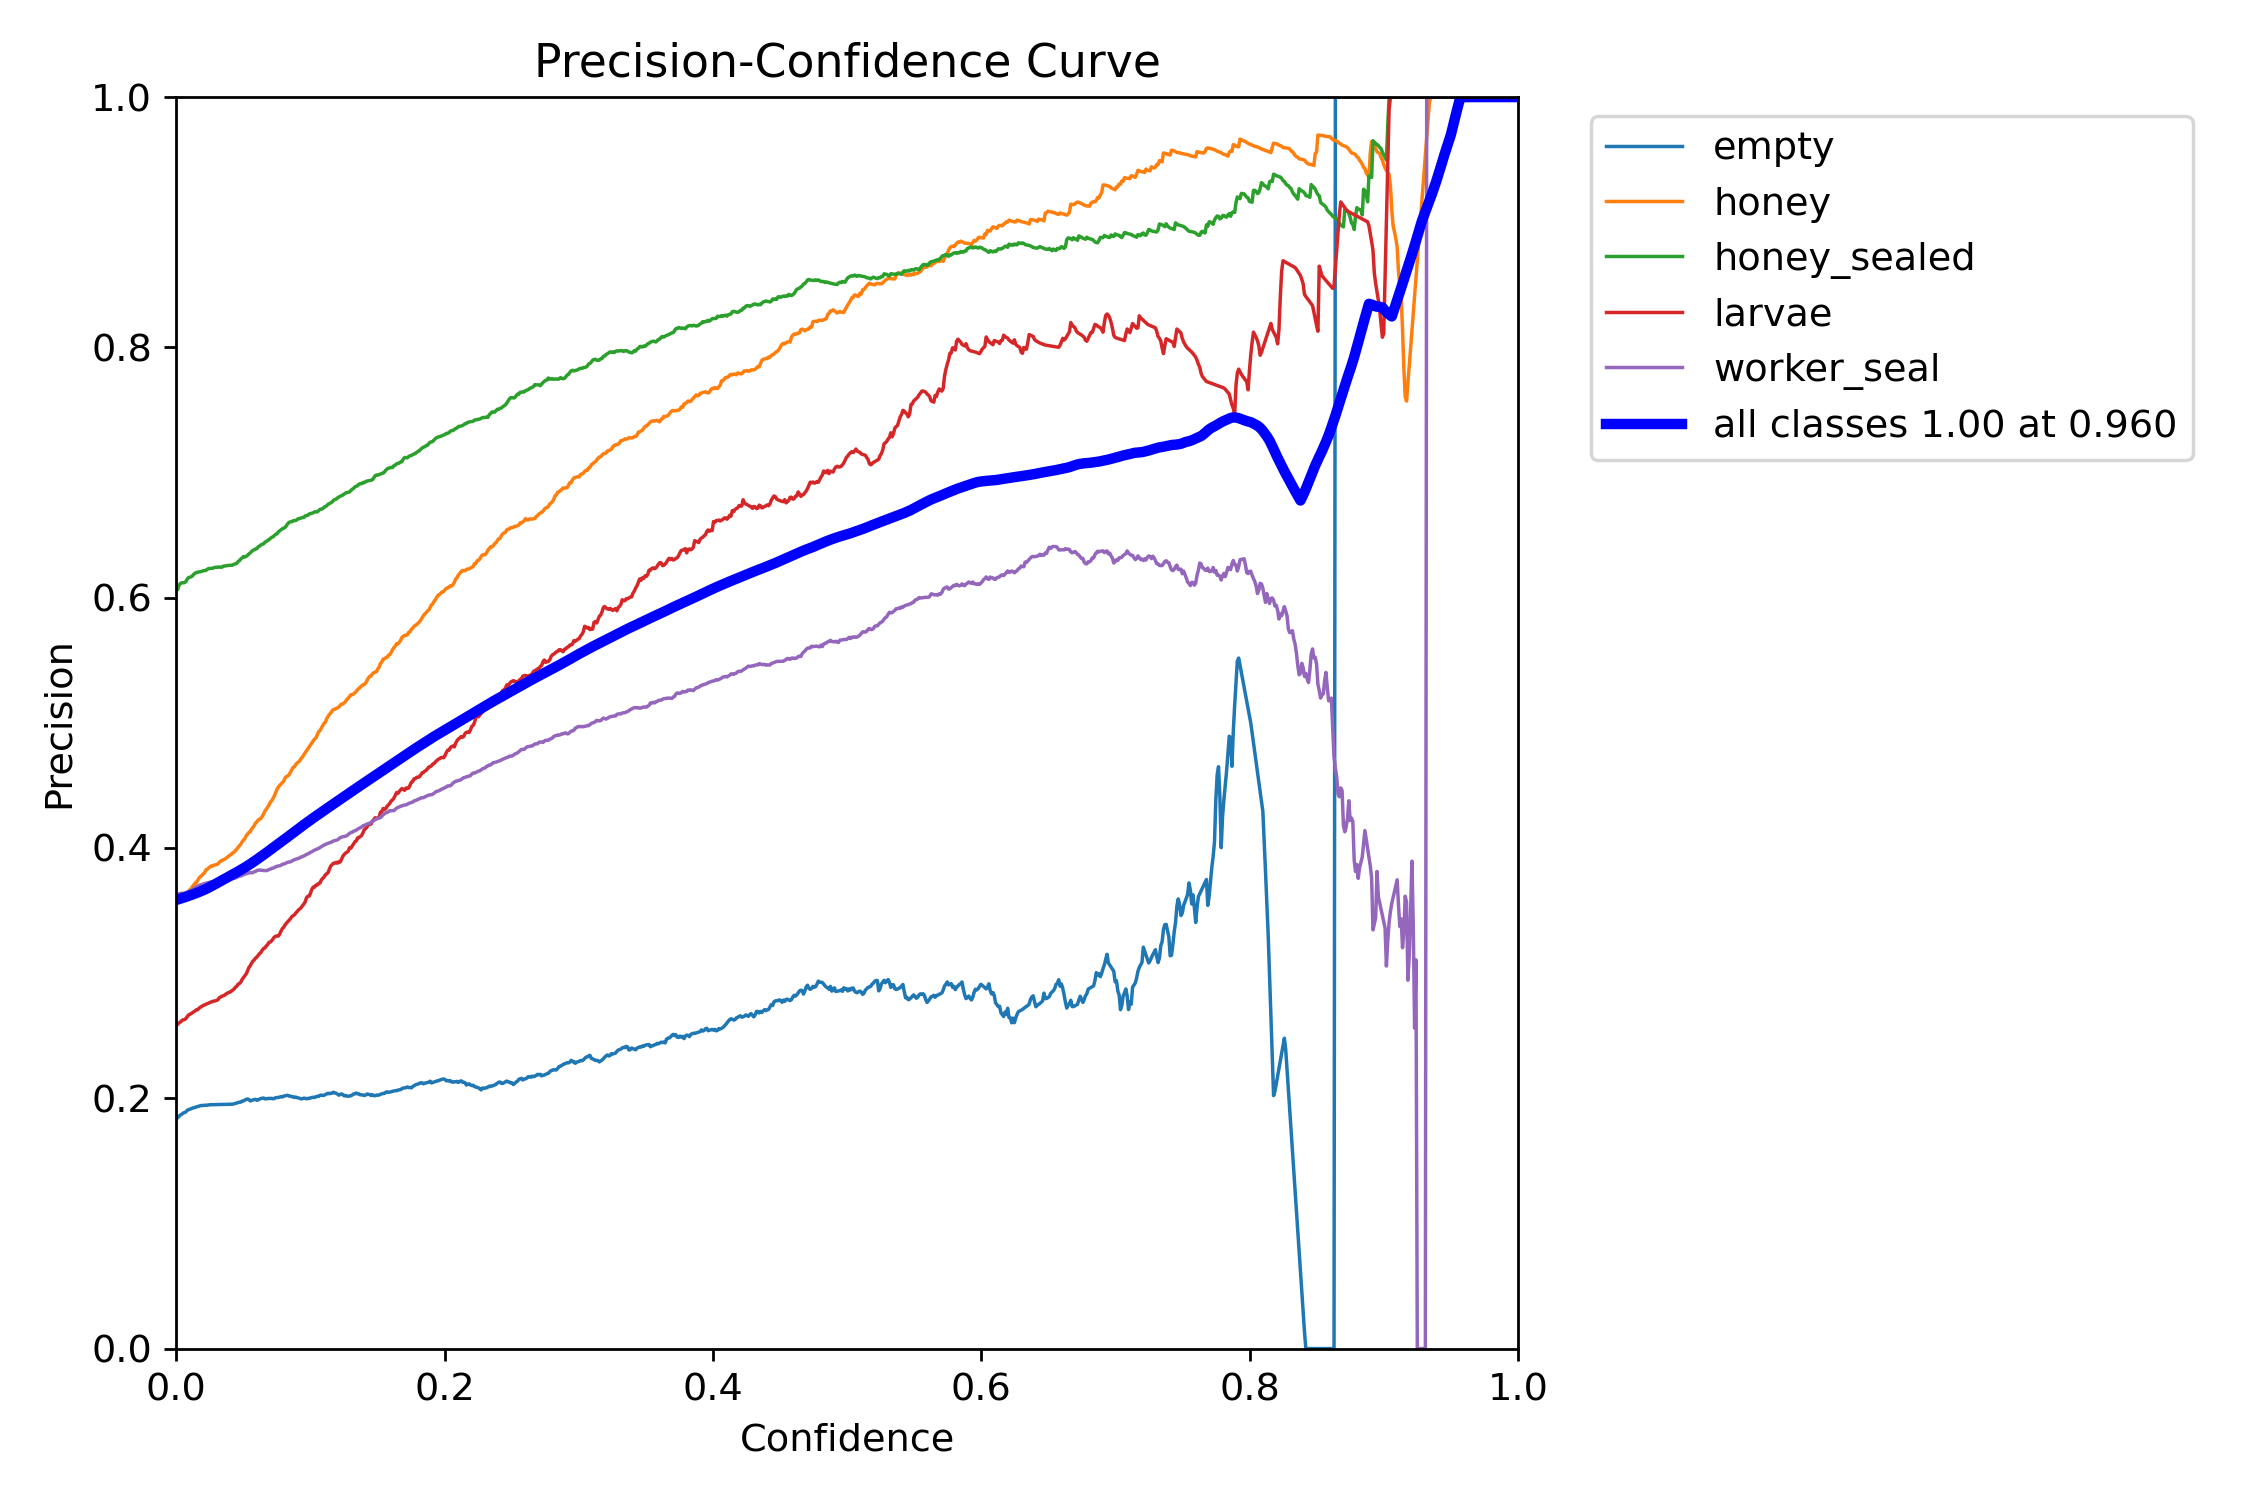 Precision-Confidence Curve
1.0
0.8
0.6
0.4
0.2
0.0
Precision
0.0 0.2 0.4 0.6 0.8 1.0
Confidence
empty
honey
honey_sealed
larvae
worker_seal
all classes 1.00 at 0.960